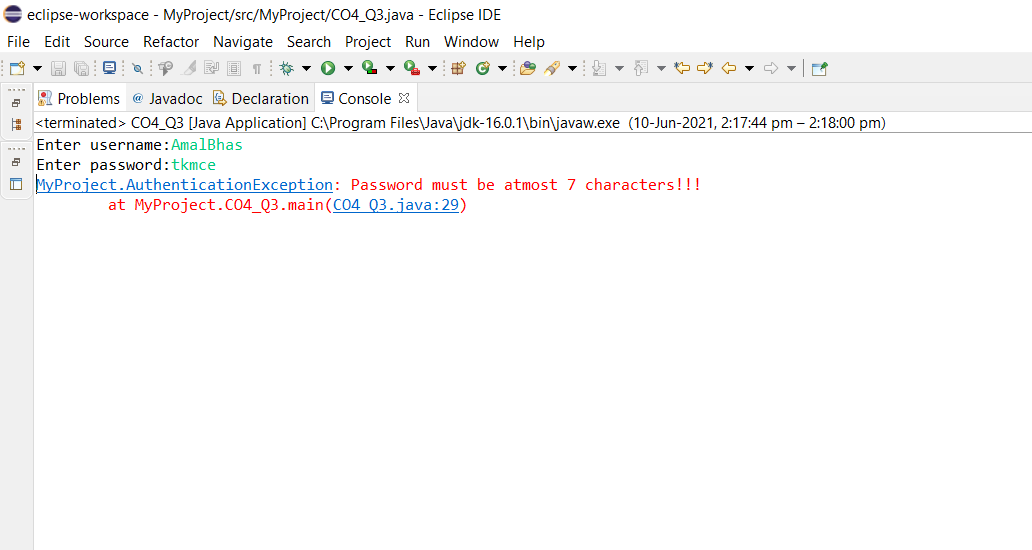 eclipse-workspace - MyProject/src/MyProject/CO4_Q3.java - Eclipse IDE
File Edit Source Refactor Navigate Search Project Run Window Help
Problems @ Javadoc Declaration Console
<terminated> CO4_Q3 [Java Application] C:\Program Files\Java\jdk-16.0.1\bin\javaw.exe (10-Jun-2021, 2:17:44 pm – 2:18:00 pm)
Enter username:AmalBhas
Enter password:tkmce
MyProject.AuthenticationException: Password must be atmost 7 characters!!!
at MyProject.CO4_Q3.main(CO4_Q3.java:29)